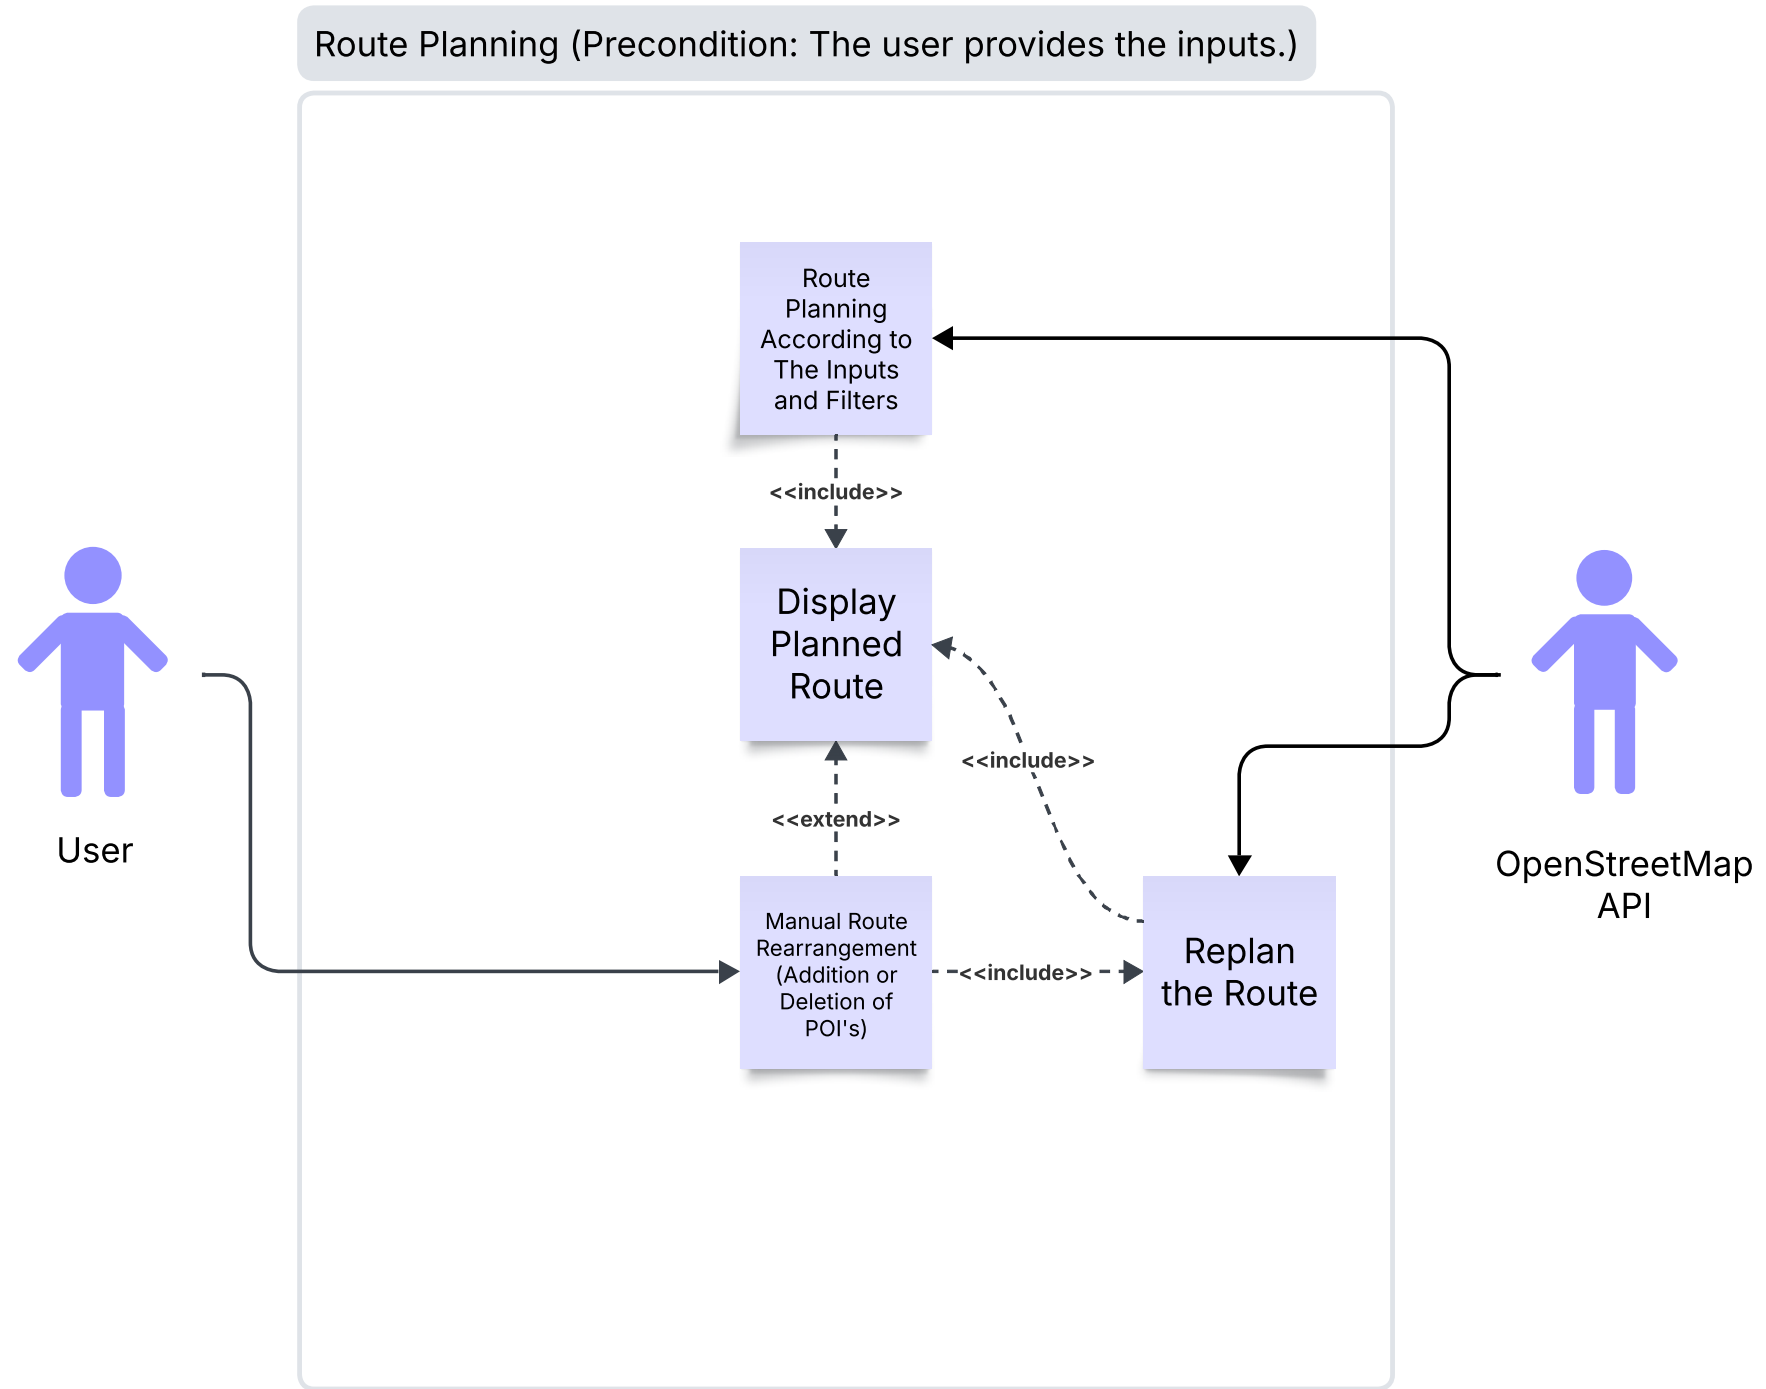 Route Planning (Precondition: The user provides the inputs.)
Route
Planning
According to
The Inputs
and Filters
<<include>>
Display
Planned
Route
<<include>>
<<extend>>
User
OpenStreetMap
API
Manual Route
Rearrangement
(Addition or
Deletion of
POI's)
<<include>>
Replan
the Route